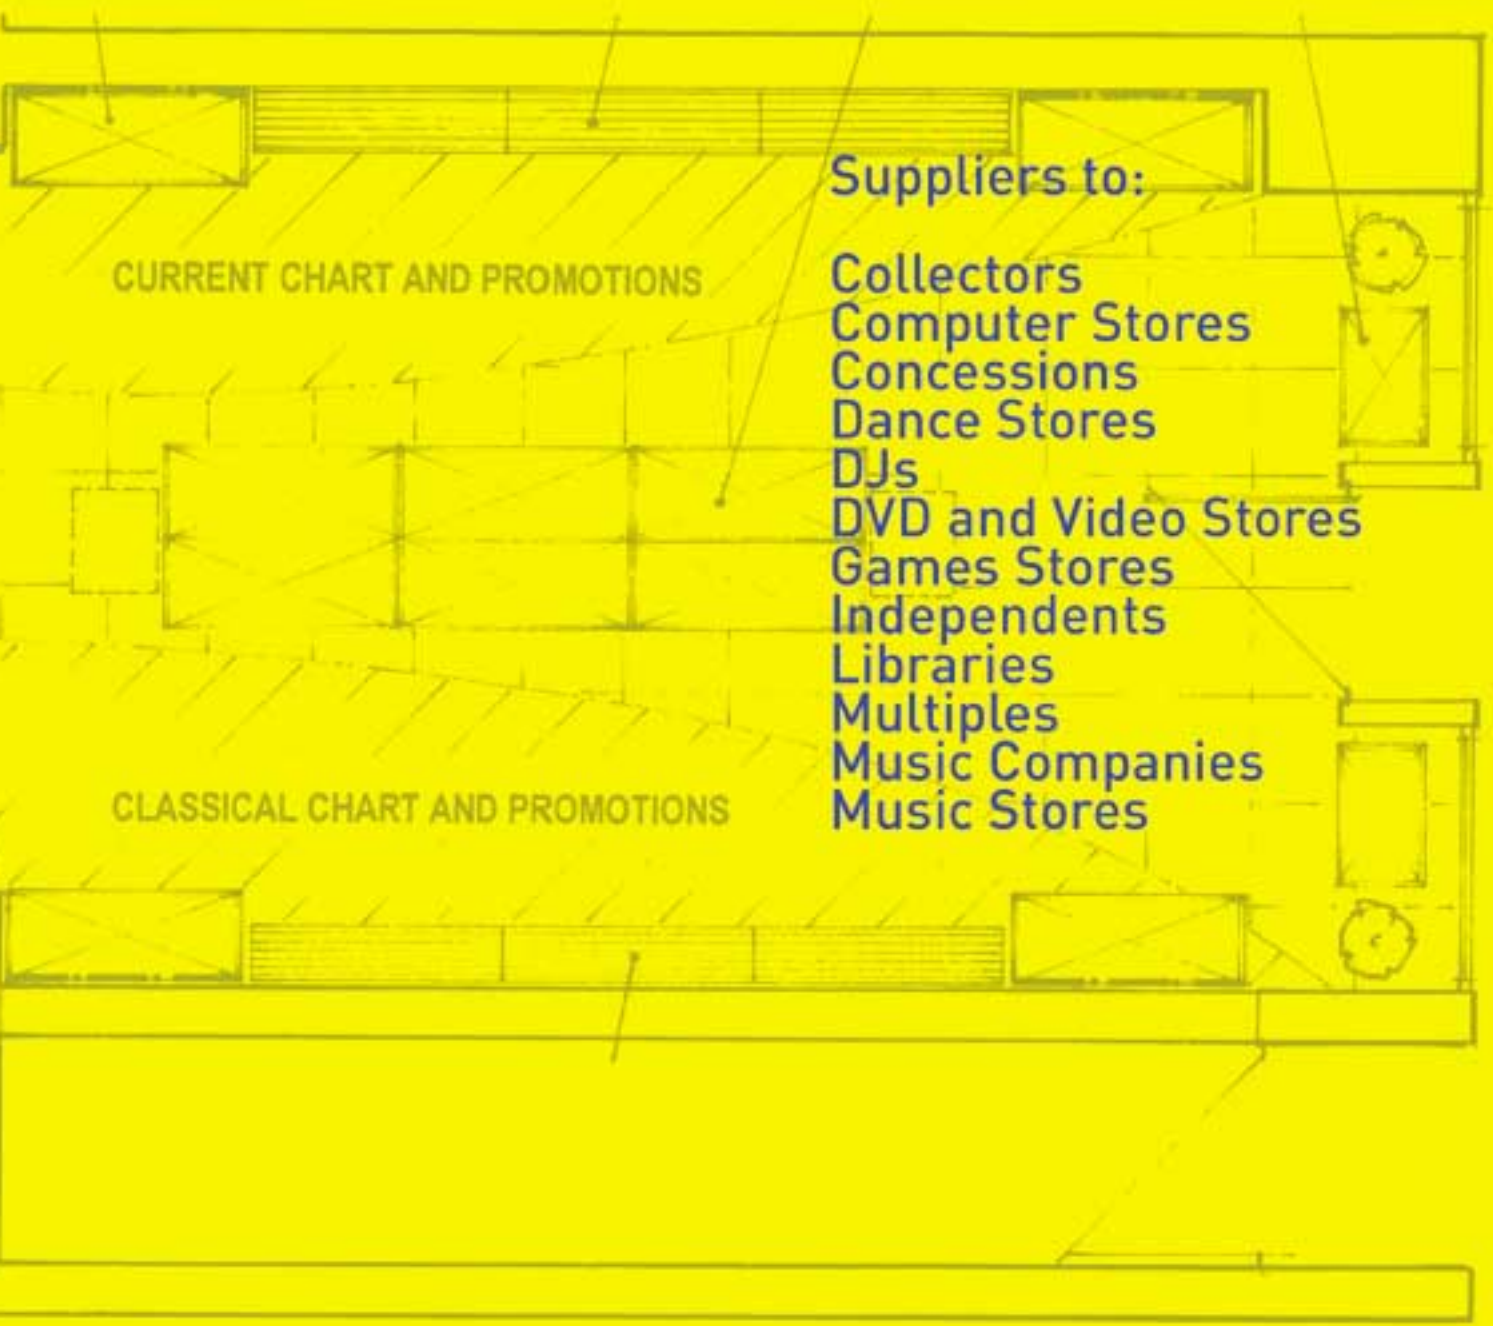 Suppliers to:
CURRENT CHART AND PROMOTIONS
Collectors
Computer Stores
Concessions
Dance Stores
DJs
DVD and Video Stores
Games Stores
Independents
Libraries
Multiples
Music Companies
Music Stores
CLASSICAL CHART AND PROMOTIONS